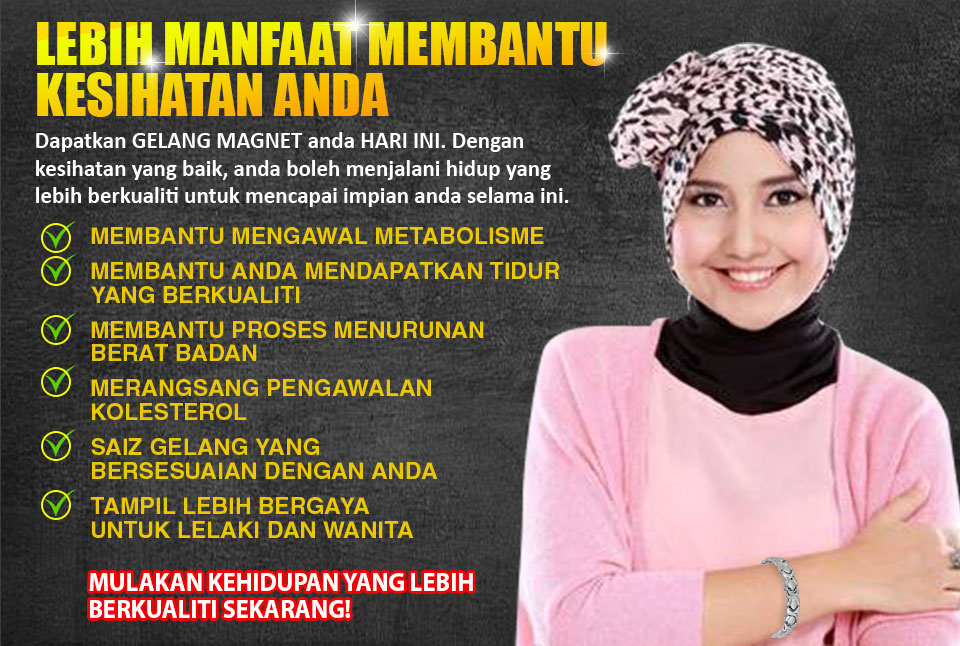 LEBIH MANFAAT MEMBANTU
KESIHATAN ANDA
Dapatkan GELANG MAGNET anda HARI INI. Dengan
kesihatan yang baik, anda boleh menjalani hidup yang
lebih berkualiti untuk mencapai impian anda selama ini.
MEMBANTU MENGAWAL METABOLISME
MEMBANTU ANDA MENDAPATKAN TIDUR
YANG BERKUALITI
MEMBANTU PROSES MENURUNAN
BERAT BADAN
MERANGSANG PENGAWALAN
KOLESTEROL
SAIZ GELANG YANG
BERSESUAIAN DENGAN ANDA
TAMPIL LEBIH BERGAYA
UNTUK LELAKI DAN WANITA
MULAKAN KEHIDUPAN YANG LEBIH
BERKUALITI SEKARANG!